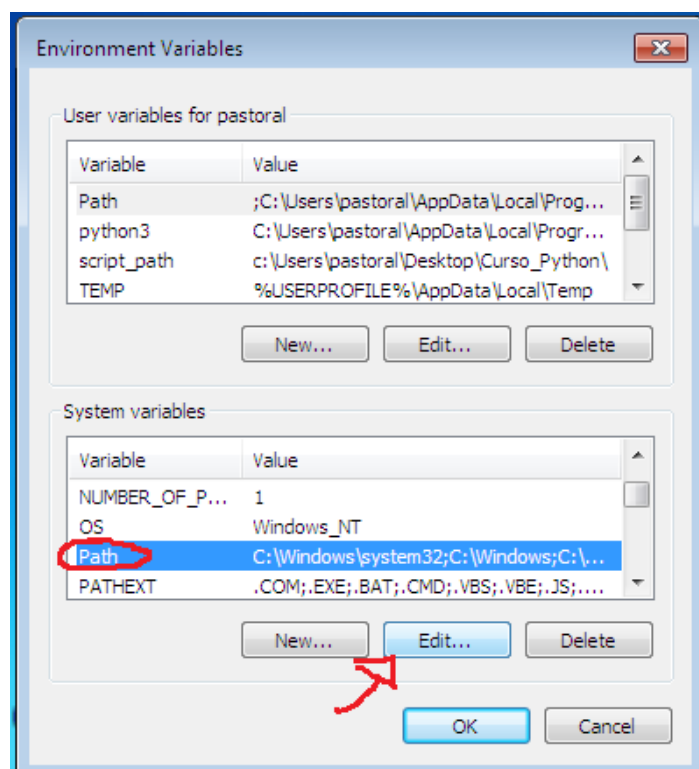 Environment Variables
User variables for pastoral
Variable Value
Path ;C:\Users\pastoral\AppData\Local\Prog...
python3 C:\Users\pastoral\AppData\Local\Progr...
script_path c:\Users\pastoral\Desktop\Curso_Python\
TEMP %USERPROFILE%\AppData\Local\Temp
New... Edit... Delete
System variables
Variable Value
NUMBER_OF_P... 1
OS Windows_NT
Path C:\Windows\system32;C:\Windows;C:\...
PATHEXT .COM;.EXE;.BAT;.CMD;.VBS;.VBE;.JS;....
New... Edit... Delete
OK Cancel